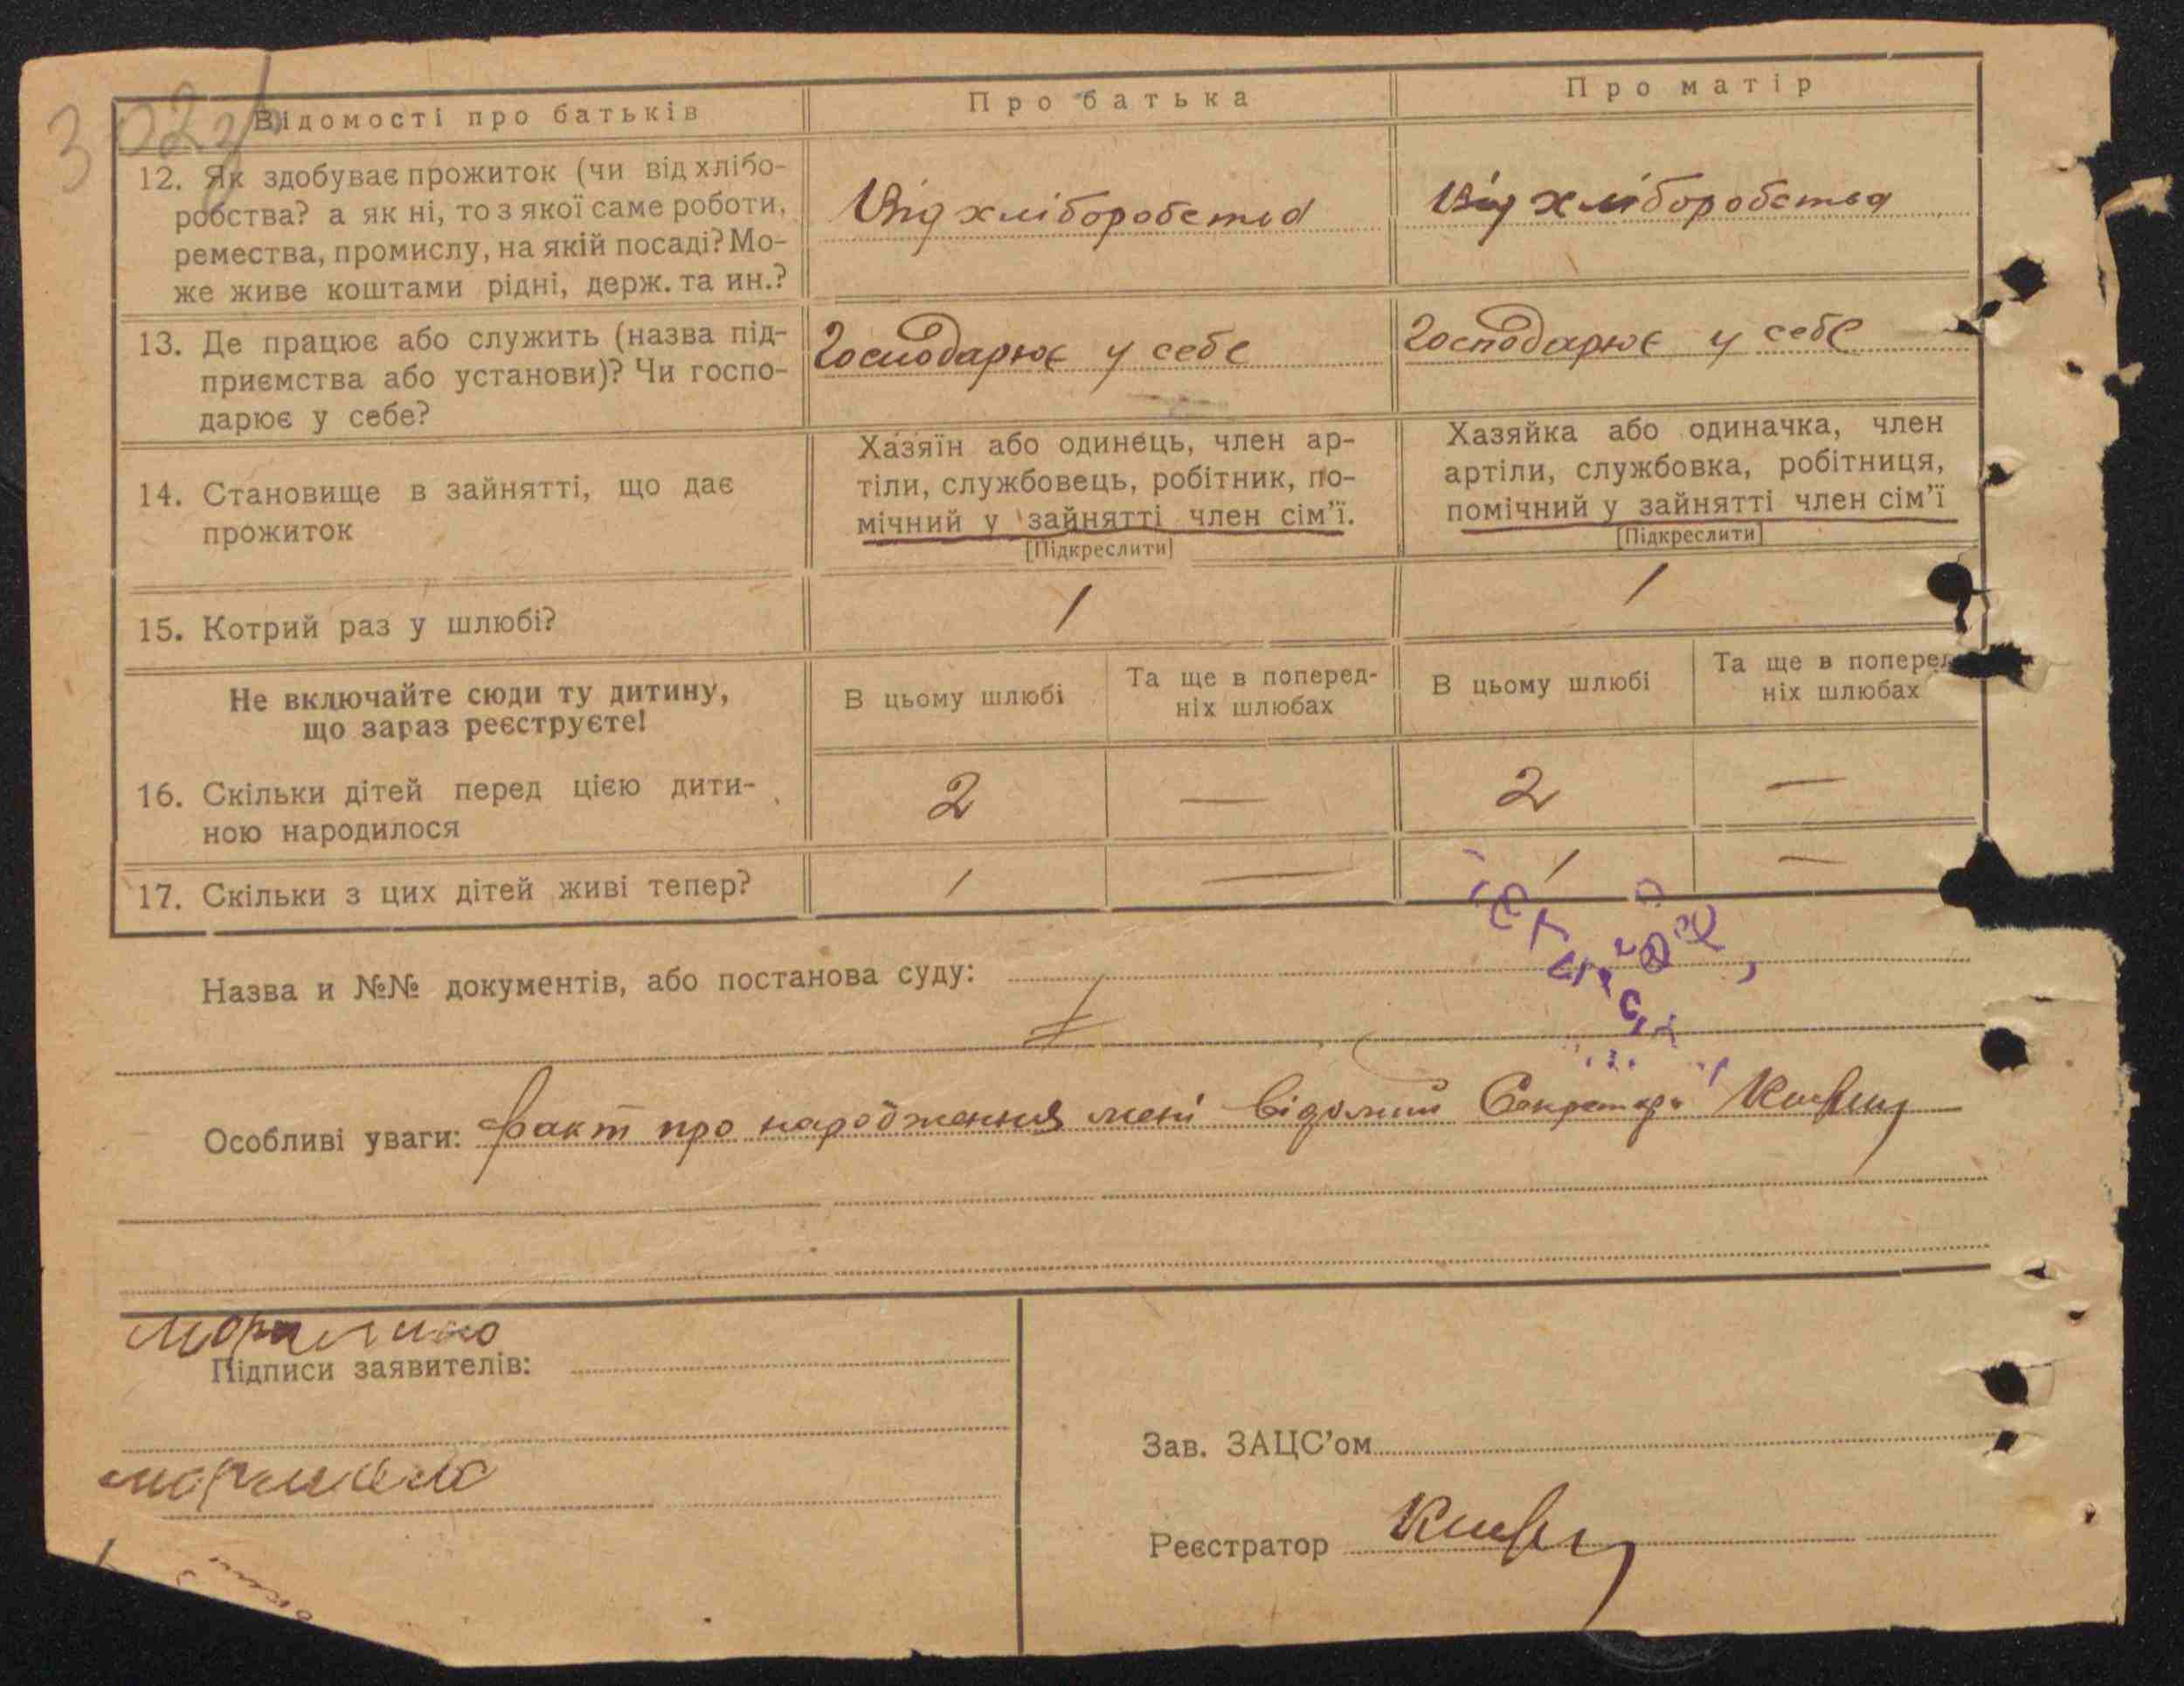 302зв
Відомості про батьків
Про батька
Про матір
12. Як здобуває прожиток (чи від хлібо-
робства? а як ні, то з якої саме роботи,
ремества, промислу, на якій посаді? Мо-
же живе коштами рідні, держ. та ин.?
Від хліборобства
Від хліборобства
13. Де працює або служить (назва під-
приємства або установи)? Чи госпо-
дарює у себе?
Господарює у себе
Господарює у себе
14. Становище в зайнятті, що дає
прожиток
Хазяїн або одинець, член ар-
тіли, службовець, робітник, по-
мічний у зайнятті член сім'ї.
[Підкреслити]
Хазяйка або одиначка, член
артіли, службовка, робітниця,
помічний у зайнятті член сім'ї
[Підкреслити]
15. Котрий раз у шлюбі?
1
1
Не включайте сюди ту дитину,
що зараз реєструєте!
В цьому шлюбі
Та ще в поперед-
ніх шлюбах
В цьому шлюбі
Та ще в поперед-
ніх шлюбах
16. Скільки дітей перед цією дити-
ною народилося
2
—
2
—
17. Скільки з цих дітей живі тепер?
1
—
1
—
Назва и №№ документів, або постанова суду:
Особливі уваги: факт про народження мені відомий Секретарь
Підписи заявителів:
Зав. ЗАЦС'ом
Реєстратор